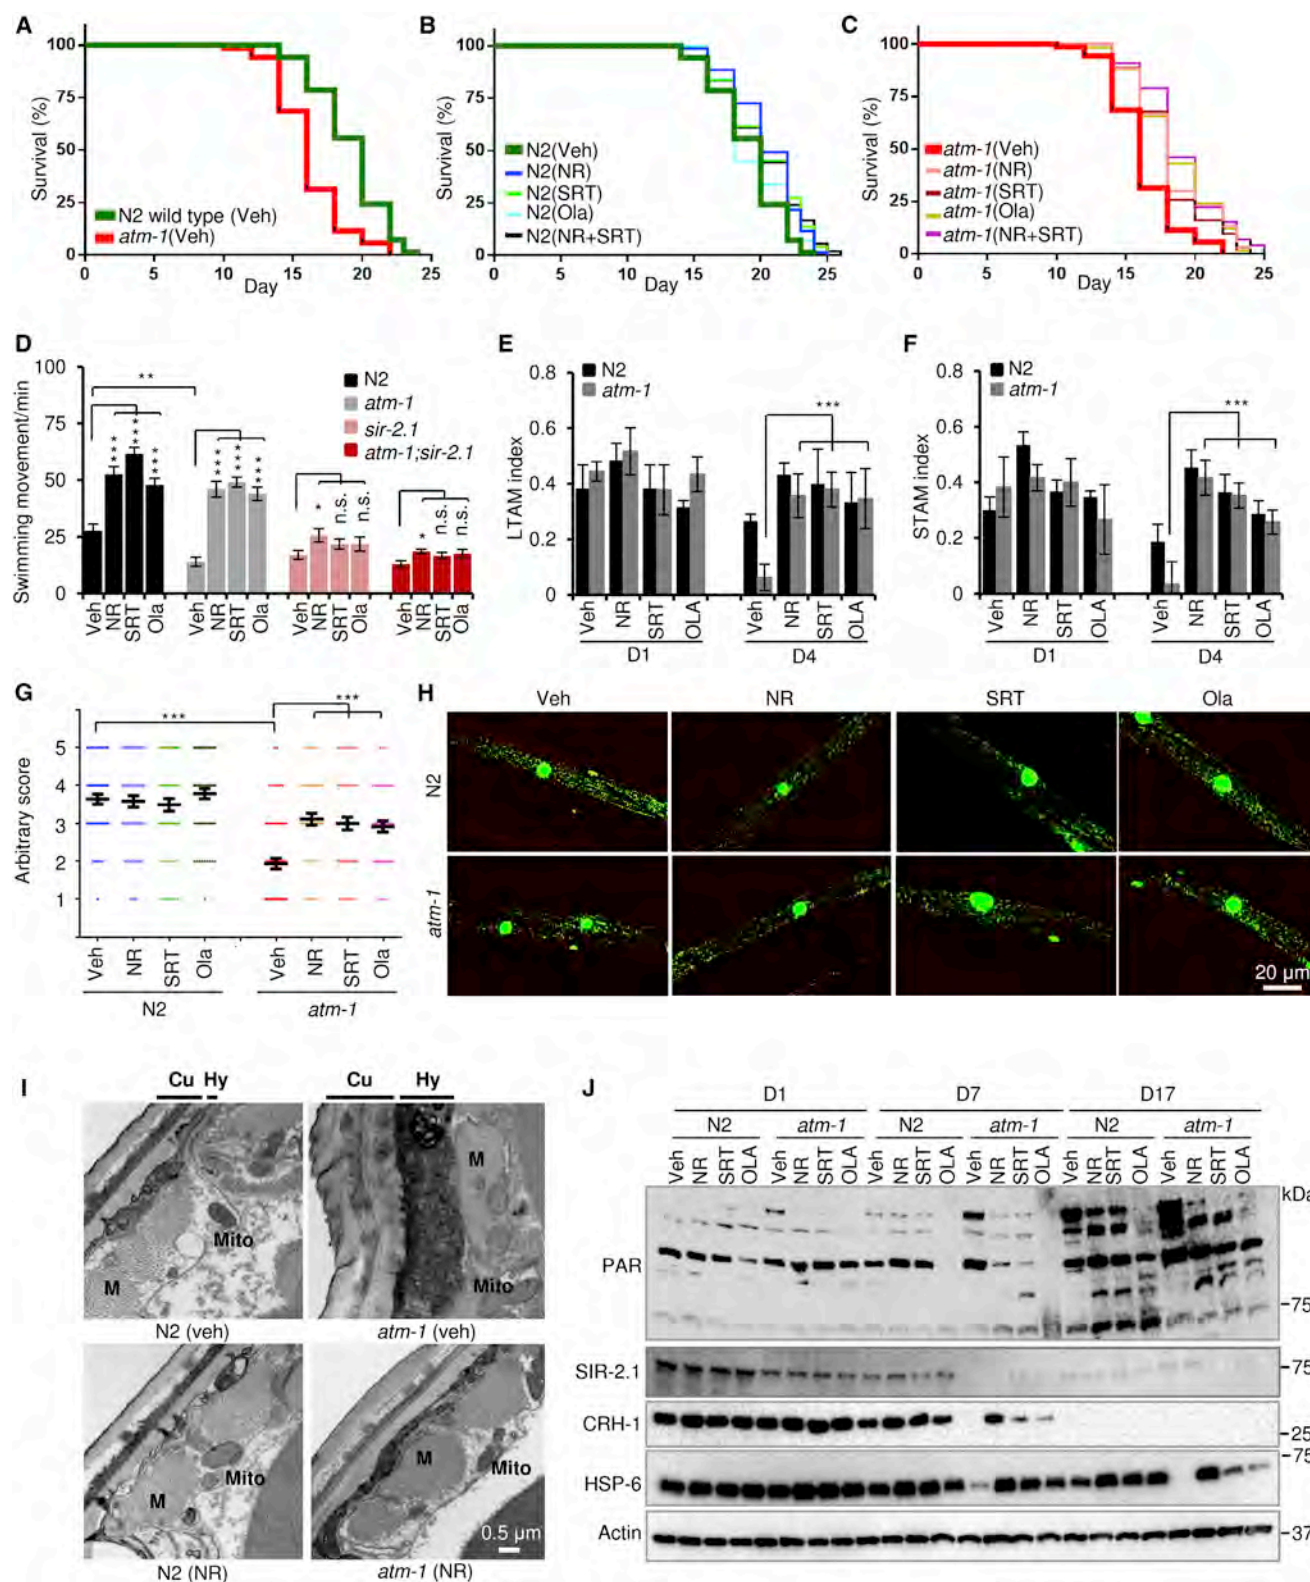 A
B
C
Survival (%)
100
75
50
25
0
N2 wild type (Veh)
atm-1(Veh)
0 5 10 15 20 25
Day
Survival (%)
100
75
50
25
0
N2(Veh)
N2(NR)
N2(SRT)
N2(Ola)
N2(NR+SRT)
0 5 10 15 20 25
Day
Survival (%)
100
75
50
25
0
atm-1(Veh)
atm-1(NR)
atm-1(SRT)
atm-1(Ola)
atm-1(NR+SRT)
0 5 10 15 20 25
Day
D
Swimming movement/min
100
75
50
25
0
N2
atm-1
sir-2.1
atm-1;sir-2.1
**
*** *** ***
*** *** ***
* n.s. n.s.
* n.s. n.s.
Veh NR SRT Ola Veh NR SRT Ola Veh NR SRT Ola Veh NR SRT Ola
E
LTAM index
0.8
0.6
0.4
0.2
0
N2
atm-1
***
Veh NR SRT OLA Veh NR SRT OLA
D1 D4
F
STAM index
0.8
0.6
0.4
0.2
0
N2
atm-1
***
Veh NR SRT OLA Veh NR SRT OLA
D1 D4
G
Arbitrary score
*** ***
5
4
3
2
1
Veh NR SRT Ola Veh NR SRT Ola
N2 atm-1
H
Veh NR SRT Ola
N2
atm-1
20 µm
I
Cu Hy Cu Hy
M Mito
M Mito
N2 (veh) atm-1 (veh)
M Mito
M Mito
0.5 µm
N2 (NR) atm-1 (NR)
J
D1 D7 D17
N2 atm-1 N2 atm-1 N2 atm-1
Veh NR SRT OLA Veh NR SRT OLA Veh NR SRT OLA Veh NR SRT OLA Veh NR SRT OLA Veh NR SRT OLA
kDa
PAR
-75
SIR-2.1 -75
CRH-1
-25
-75
HSP-6
Actin -37